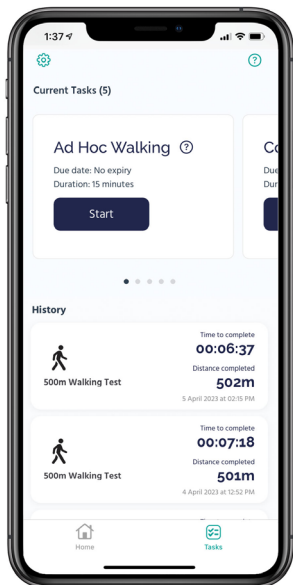 1:37
Current Tasks (5)
Ad Hoc Walking
Due date: No expiry
Duration: 15 minutes
Start
Co
Due
Dur
History
Time to complete
00:06:37
Distance completed
500m Walking Test
502m
5 April 2023 at 02:15 PM
Time to complete
00:07:18
Distance completed
500m Walking Test
501m
4 April 2023 at 12:52 PM
Home
Tasks